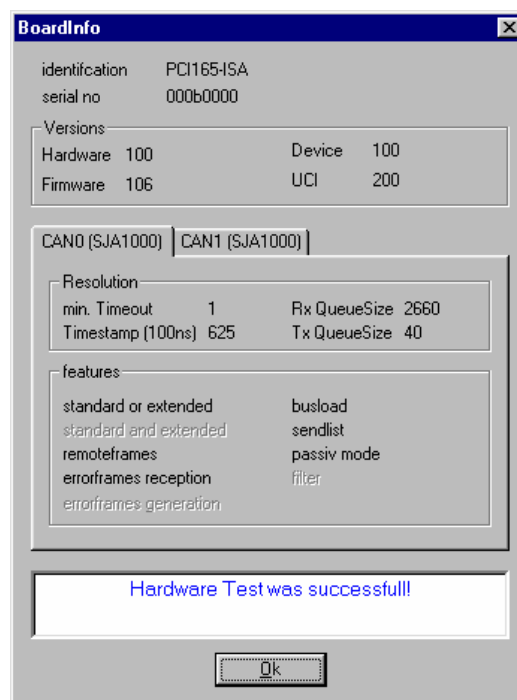 BoardInfo
identifcation PCI165-ISA
serial no 000b0000
Versions
Hardware 100 Device 100
Firmware 106 UCI 200
CAN0 (SJA1000) CAN1 (SJA1000)
Resolution
min. Timeout 1 Rx QueueSize 2660
Timestamp (100ns) 625 Tx QueueSize 40
features
standard or extended busload
standard and extended sendlist
remoteframes passiv mode
errorframes reception filter
errorframes generation
Hardware Test was successfull!
Ok